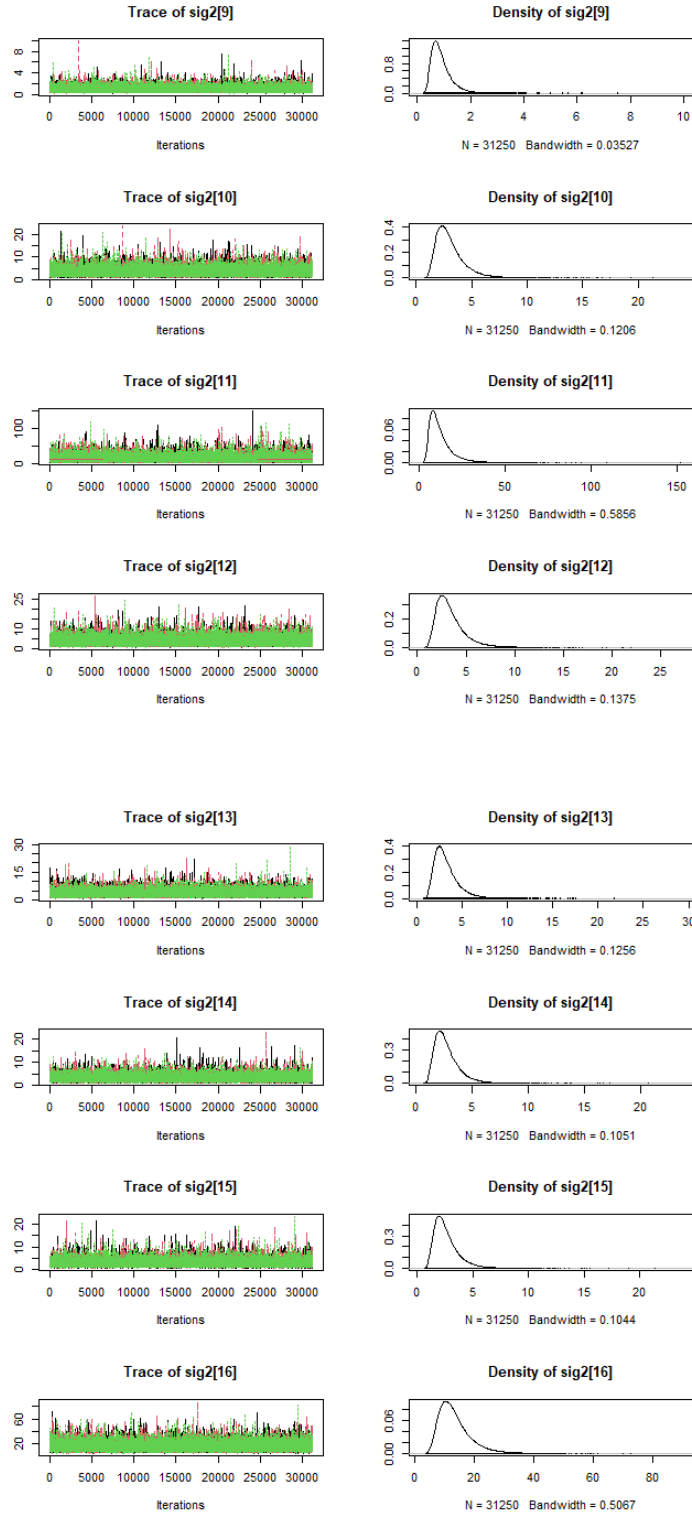 Trace of sig2[9]
Density of sig2[9]
0 4 8
0 5000 10000 15000 20000 25000 30000
Iterations
0.0 0.8
0 2 4 6 8 10
N = 31250 Bandwidth = 0.03527
Trace of sig2[10]
Density of sig2[10]
0 10 20
0 5000 10000 15000 20000 25000 30000
Iterations
0.0 0.2 0.4
0 5 10 15 20
N = 31250 Bandwidth = 0.1206
Trace of sig2[11]
Density of sig2[11]
0 100
0 5000 10000 15000 20000 25000 30000
Iterations
0.00 0.06
0 50 100 150
N = 31250 Bandwidth = 0.5856
Trace of sig2[12]
Density of sig2[12]
0 10 25
0 5000 10000 15000 20000 25000 30000
Iterations
0.0 0.2
0 5 10 15 20 25
N = 31250 Bandwidth = 0.1375
Trace of sig2[13]
Density of sig2[13]
0 15 30
0 5000 10000 15000 20000 25000 30000
Iterations
0.0 0.2 0.4
0 5 10 15 20 25 30
N = 31250 Bandwidth = 0.1256
Trace of sig2[14]
Density of sig2[14]
0 10 20
0 5000 10000 15000 20000 25000 30000
Iterations
0.0 0.3
0 5 10 15 20
N = 31250 Bandwidth = 0.1051
Trace of sig2[15]
Density of sig2[15]
0 10 20
0 5000 10000 15000 20000 25000 30000
Iterations
0.0 0.3
0 5 10 15 20
N = 31250 Bandwidth = 0.1044
Trace of sig2[16]
Density of sig2[16]
20 60
0 5000 10000 15000 20000 25000 30000
Iterations
0.00 0.06
0 20 40 60 80
N = 31250 Bandwidth = 0.5067